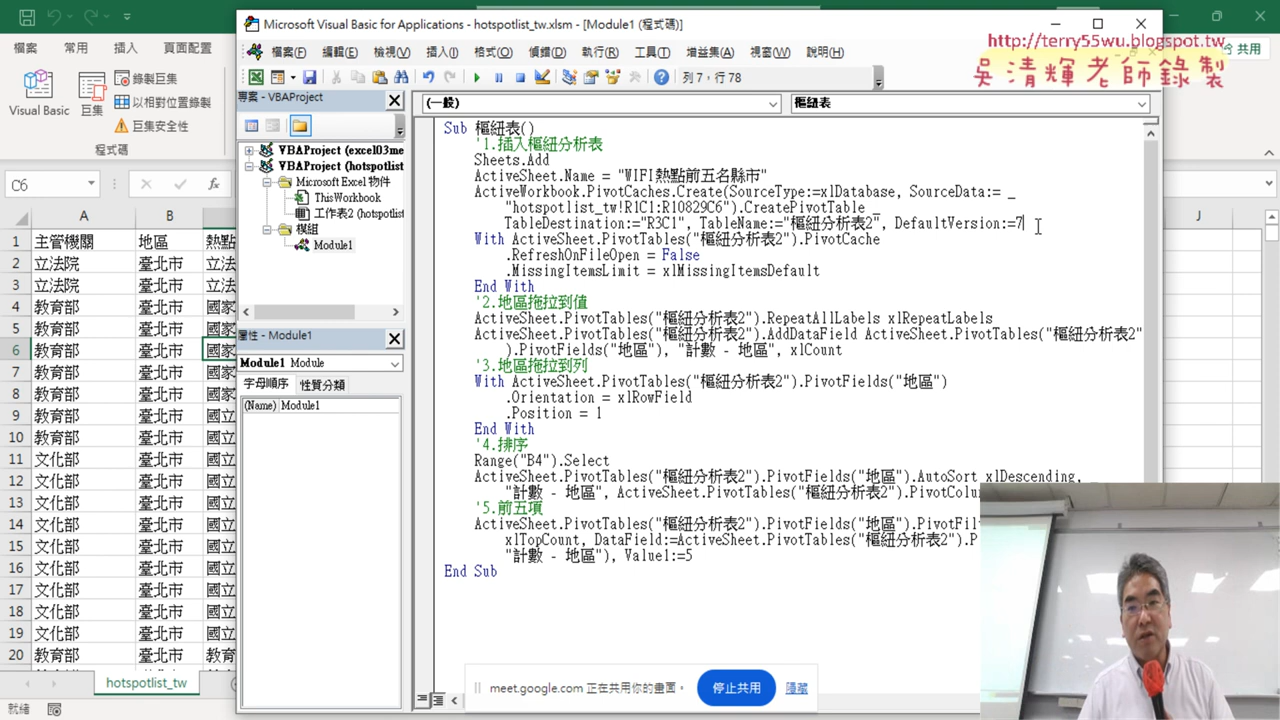 Microsoft Visual Basic for Applications - hotspotlist_tw.xlsm - [Module1 (程式碼)]
http://terry55wu.blogspot.tw
吳清輝老師錄製
檔案 常用 插入 頁面配置
共用
檔案(F) 編輯(E) 檢視(V) 插入(I) 格式(O) 偵錯(D) 執行(R) 工具(T) 增益集(A) 視窗(W) 說明(H)
列 7，行 78
Visual Basic
巨集
錄製巨集
以相對位置錄製
巨集安全性
程式碼
專案 - VBAProject
VBAProject (excel03me
VBAProject (hotspotlist
Microsoft Excel 物件
ThisWorkbook
工作表2 (hotspotli
模組
Module1
屬性 - Module1
Module1 Module
字母順序 性質分類
(Name) Module1
(一般)
樞紐表
Sub 樞紐表()
'1.插入樞紐分析表
Sheets.Add
ActiveSheet.Name = "WIFI熱點前五名縣市"
ActiveWorkbook.PivotCaches.Create(SourceType:=xlDatabase, SourceData:= _
"hotspotlist_tw!R1C1:R10829C6").CreatePivotTable _
TableDestination:="R3C1", TableName:="樞紐分析表2", DefaultVersion:=7
With ActiveSheet.PivotTables("樞紐分析表2").PivotCache
.RefreshOnFileOpen = False
.MissingItemsLimit = xlMissingItemsDefault
End With
'2.地區拖拉到值
ActiveSheet.PivotTables("樞紐分析表2").RepeatAllLabels xlRepeatLabels
ActiveSheet.PivotTables("樞紐分析表2").AddDataField ActiveSheet.PivotTables("樞紐分析表2"
).PivotFields("地區"), "計數 - 地區", xlCount
'3.地區拖拉到列
With ActiveSheet.PivotTables("樞紐分析表2").PivotFields("地區")
.Orientation = xlRowField
.Position = 1
End With
'4.排序
Range("B4").Select
ActiveSheet.PivotTables("樞紐分析表2").PivotFields("地區").AutoSort xlDescending,
"計數 - 地區", ActiveSheet.PivotTables("樞紐分析表2").PivotColu
'5.前五項
ActiveSheet.PivotTables("樞紐分析表2").PivotFields("地區").PivotFil
xlTopCount, DataField:=ActiveSheet.PivotTables("樞紐分析表2").P
"計數 - 地區"), Value1:=5
End Sub
C6
fx
A B J
1 主管機關 地區 熱點
2 立法院 臺北市 立法
3 立法院 臺北市 立法
4 教育部 臺北市 國家
5 教育部 臺北市 國家
6 教育部 臺北市 國家
7 教育部 臺北市 國家
8 教育部 臺北市 國家
9 文化部 臺北市 國立
10 教育部 臺北市 國立
11 文化部 臺北市 國立
12 文化部 臺北市 國立
13 文化部 臺北市 國立
14 文化部 臺北市 國立
15 文化部 臺北市 國立
16 文化部 臺北市 國立
17 文化部 臺北市 國立
18 文化部 臺北市 國立
19 文化部 臺北市 國立
20 教育部 臺北市 教育
hotspotlist_tw
就緒
meet.google.com 正在共用你的畫面。
停止共用
隱藏